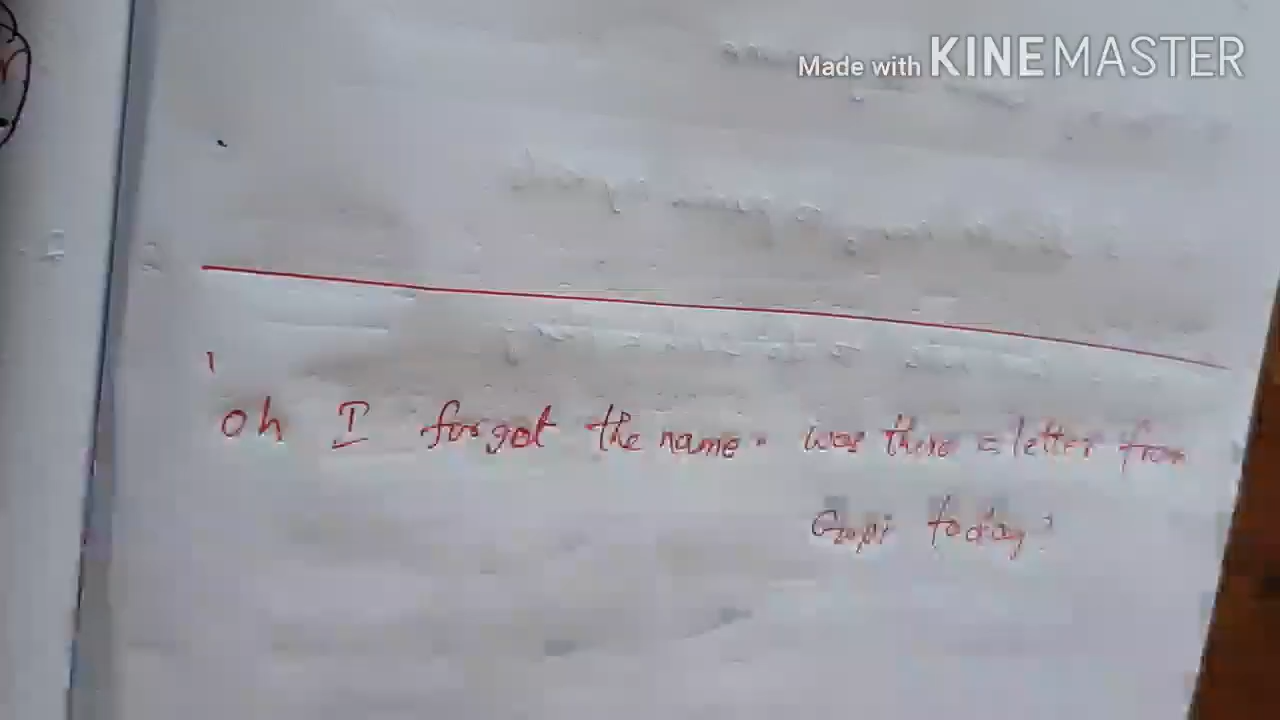 Made with KINEMASTER
oh I forgot the name. was there a letter from
Gopi today?